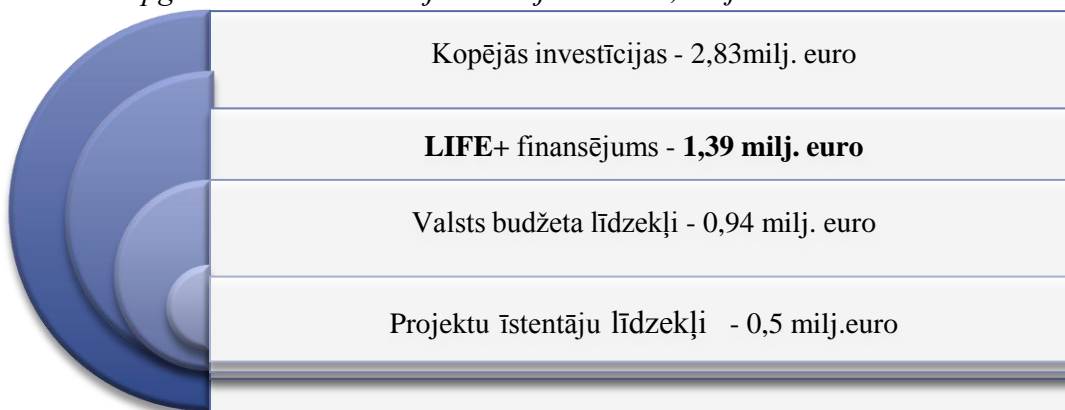 Kopējās investīcijas - 2,83milj. euro
LIFE+ finansējums - 1,39 milj. euro
Valsts budžeta līdzekļi - 0,94 milj. euro
Projektu īstentāju līdzekļi - 0,5 milj.euro